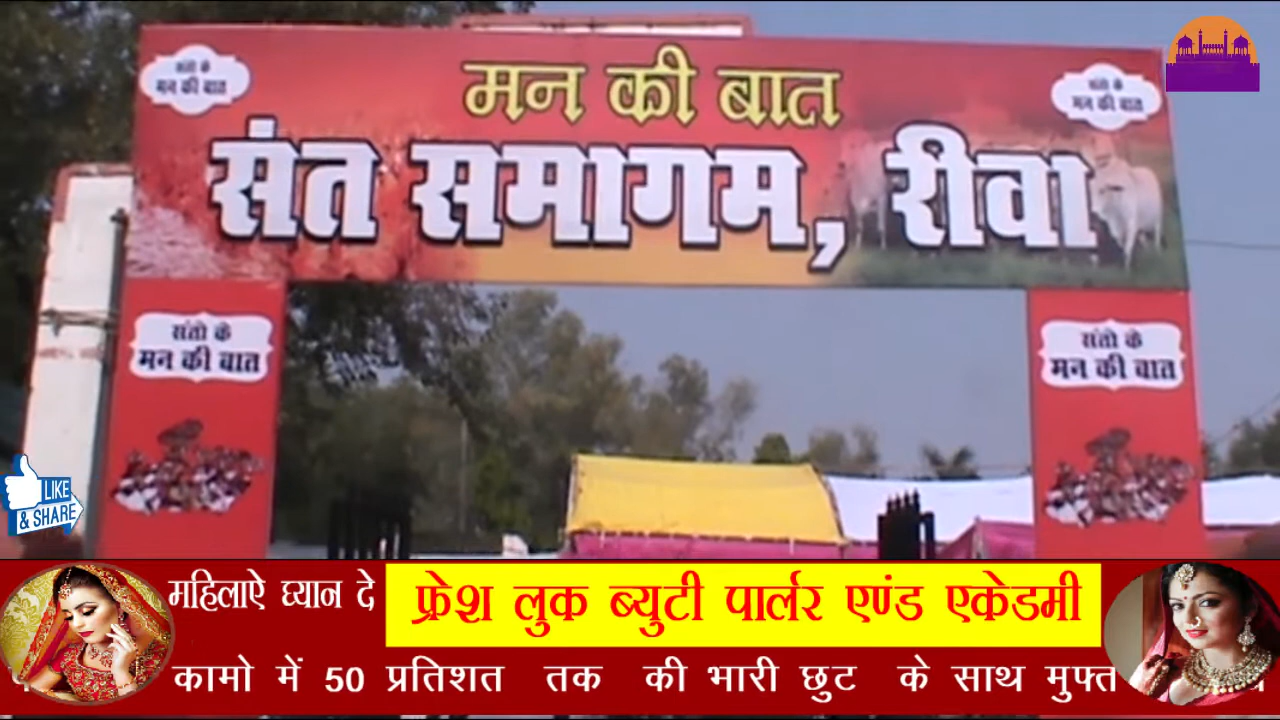 मन की बात
संतो के
मन की बात
संतो के
मन की बात
संत समागम, रीवा
संतो के
मन की बात
संतो के
मन की बात
LIKE
& SHARE
महिलाऐ ध्यान दे
फ्रेश लुक ब्युटी पार्लर एण्ड एकेडमी
कामो में 50 प्रतिशत तक की भारी छुट के साथ मुफ्त